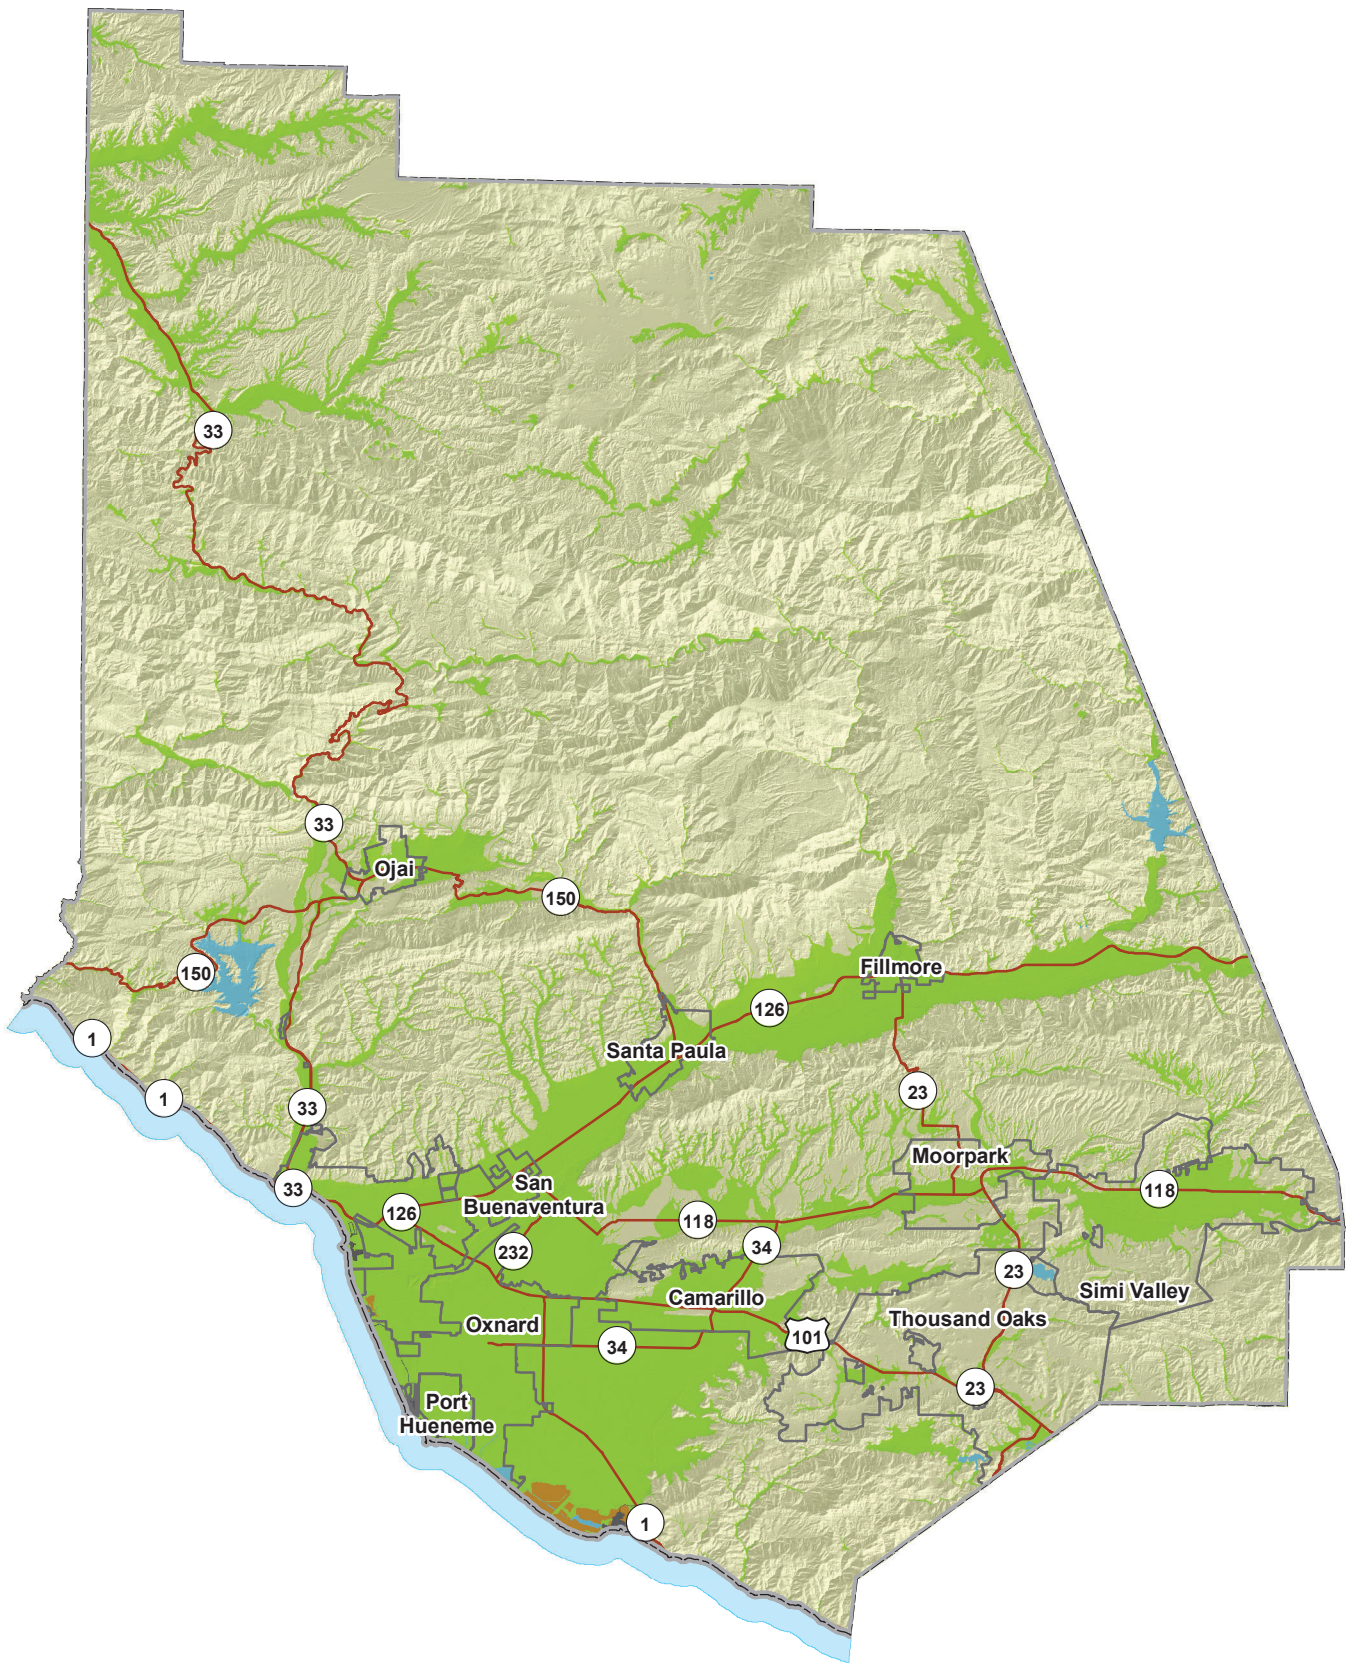 33
33
Ojai
150
150
Fillmore
126
1
Santa Paula
23
1
33
Moorpark
33
San
Buenaventura
118
126
118
232
34
23
Simi Valley
Camarillo
Thousand Oaks
Oxnard
101
34
23
Port
Hueneme
1